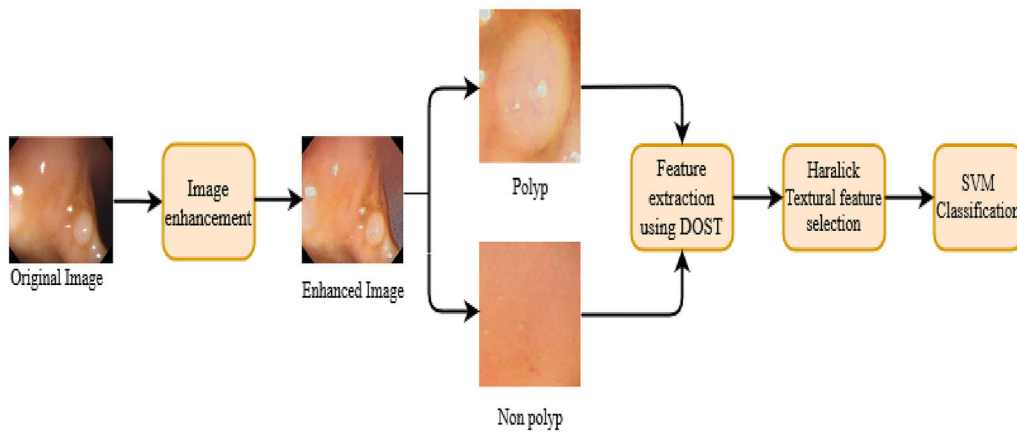 Original Image
Image
enhancement
Enhanced Image
Polyp
Non polyp
Feature
extraction
using DOST
Haralick
Textural feature
selection
SVM
Classification